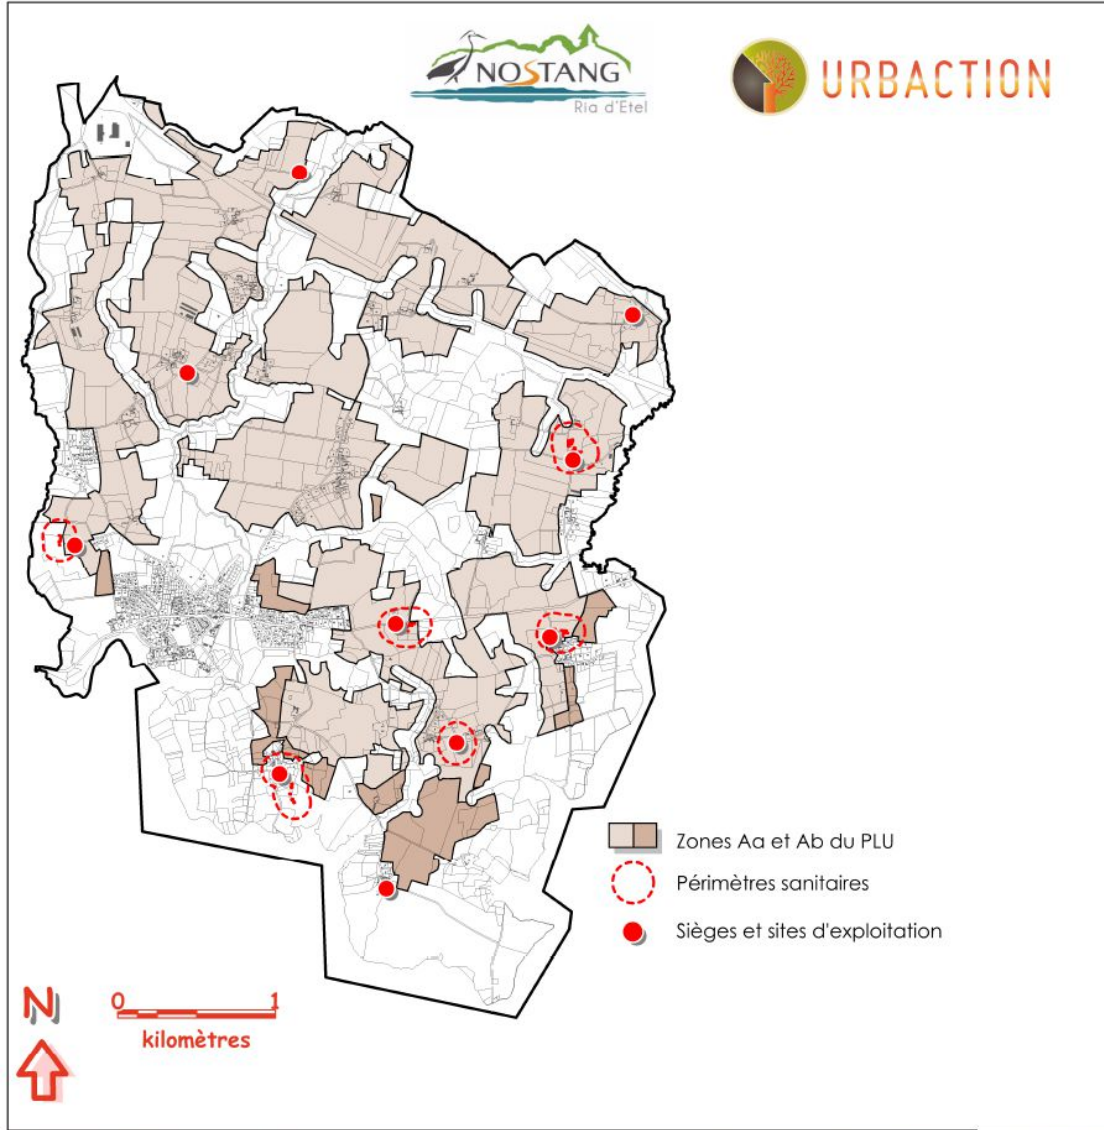 NOSTANG
Ria d'Etel
URBACTION
Zones Aa et Ab du PLU
Périmètres sanitaires
Sièges et sites d'exploitation
N
0 1
kilomètres